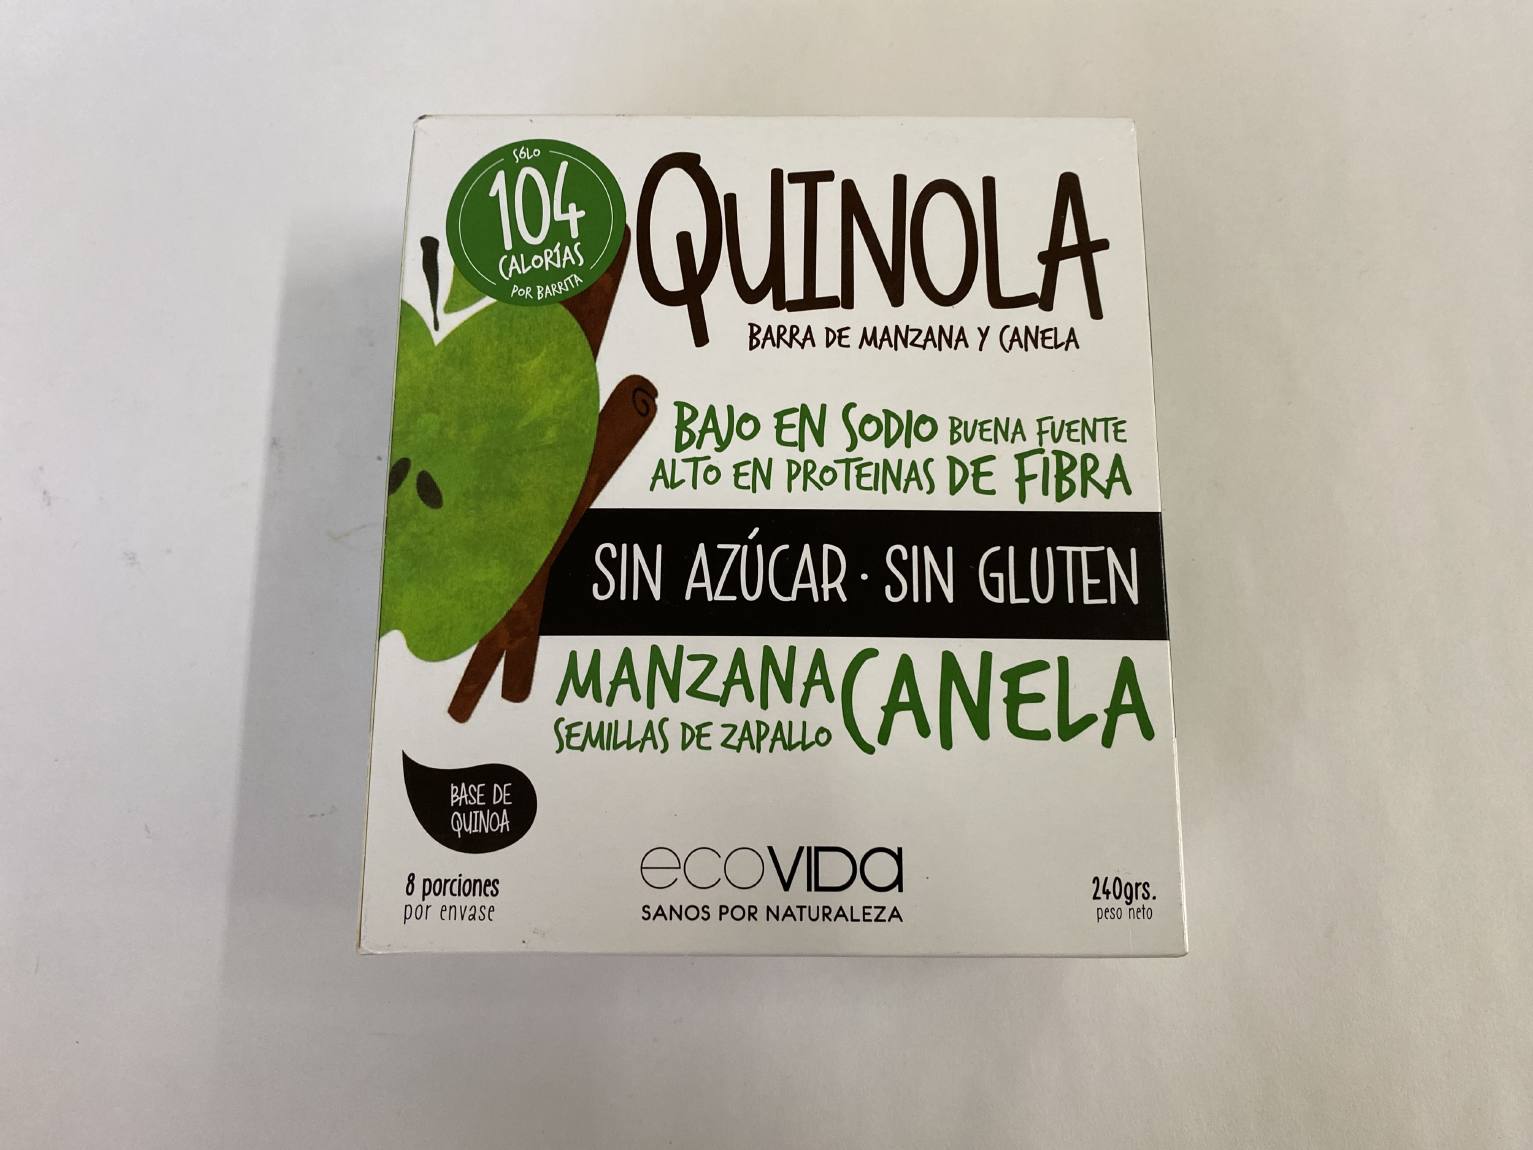 SÓLO
104
CALORÍAS
POR BARRITA
QUINOLA
BARRA DE MANZANA Y CANELA
BAJO EN SODIO BUENA FUENTE
ALTO EN PROTEINAS DE FIBRA
SIN AZÚCAR · SIN GLUTEN
MANZANA CANELA
SEMILLAS DE ZAPALLO
BASE DE
QUINOA
8 porciones
por envase
ecoVIDa
SANOS POR NATURALEZA
240grs.
peso neto